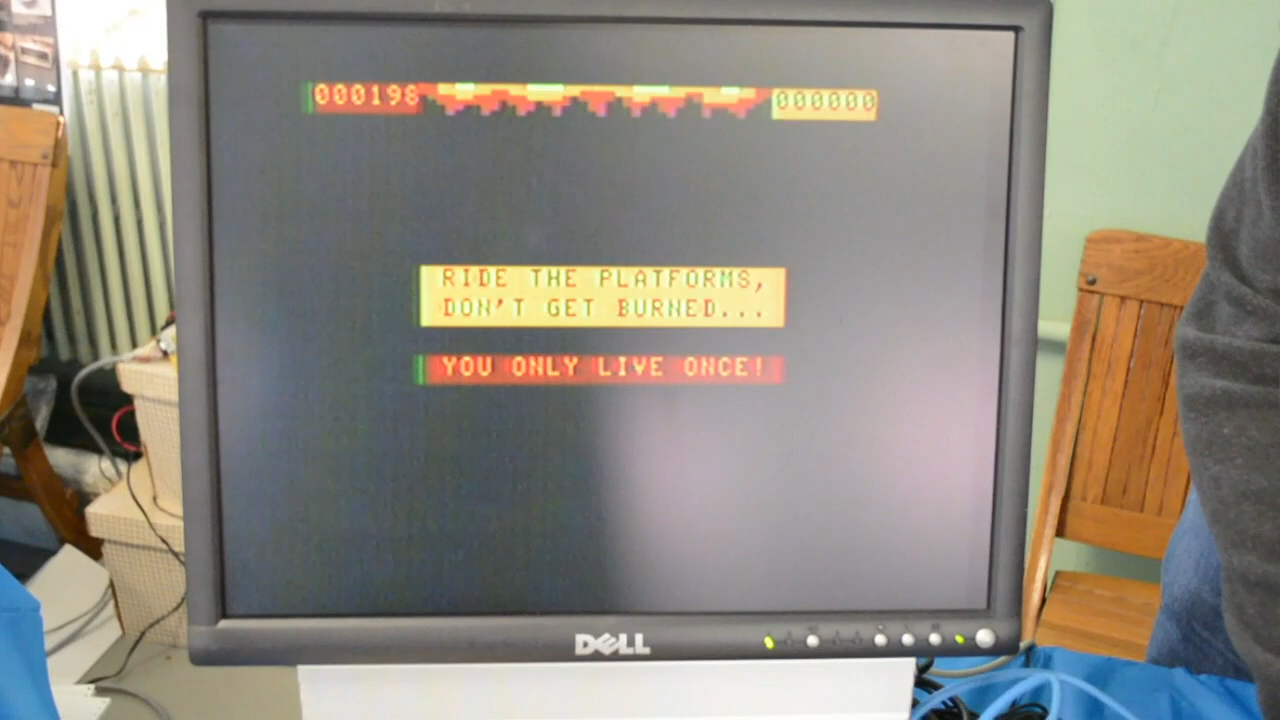 000198 000000
RIDE THE PLATFORMS,
DON'T GET BURNED...
YOU ONLY LIVE ONCE!
DELL